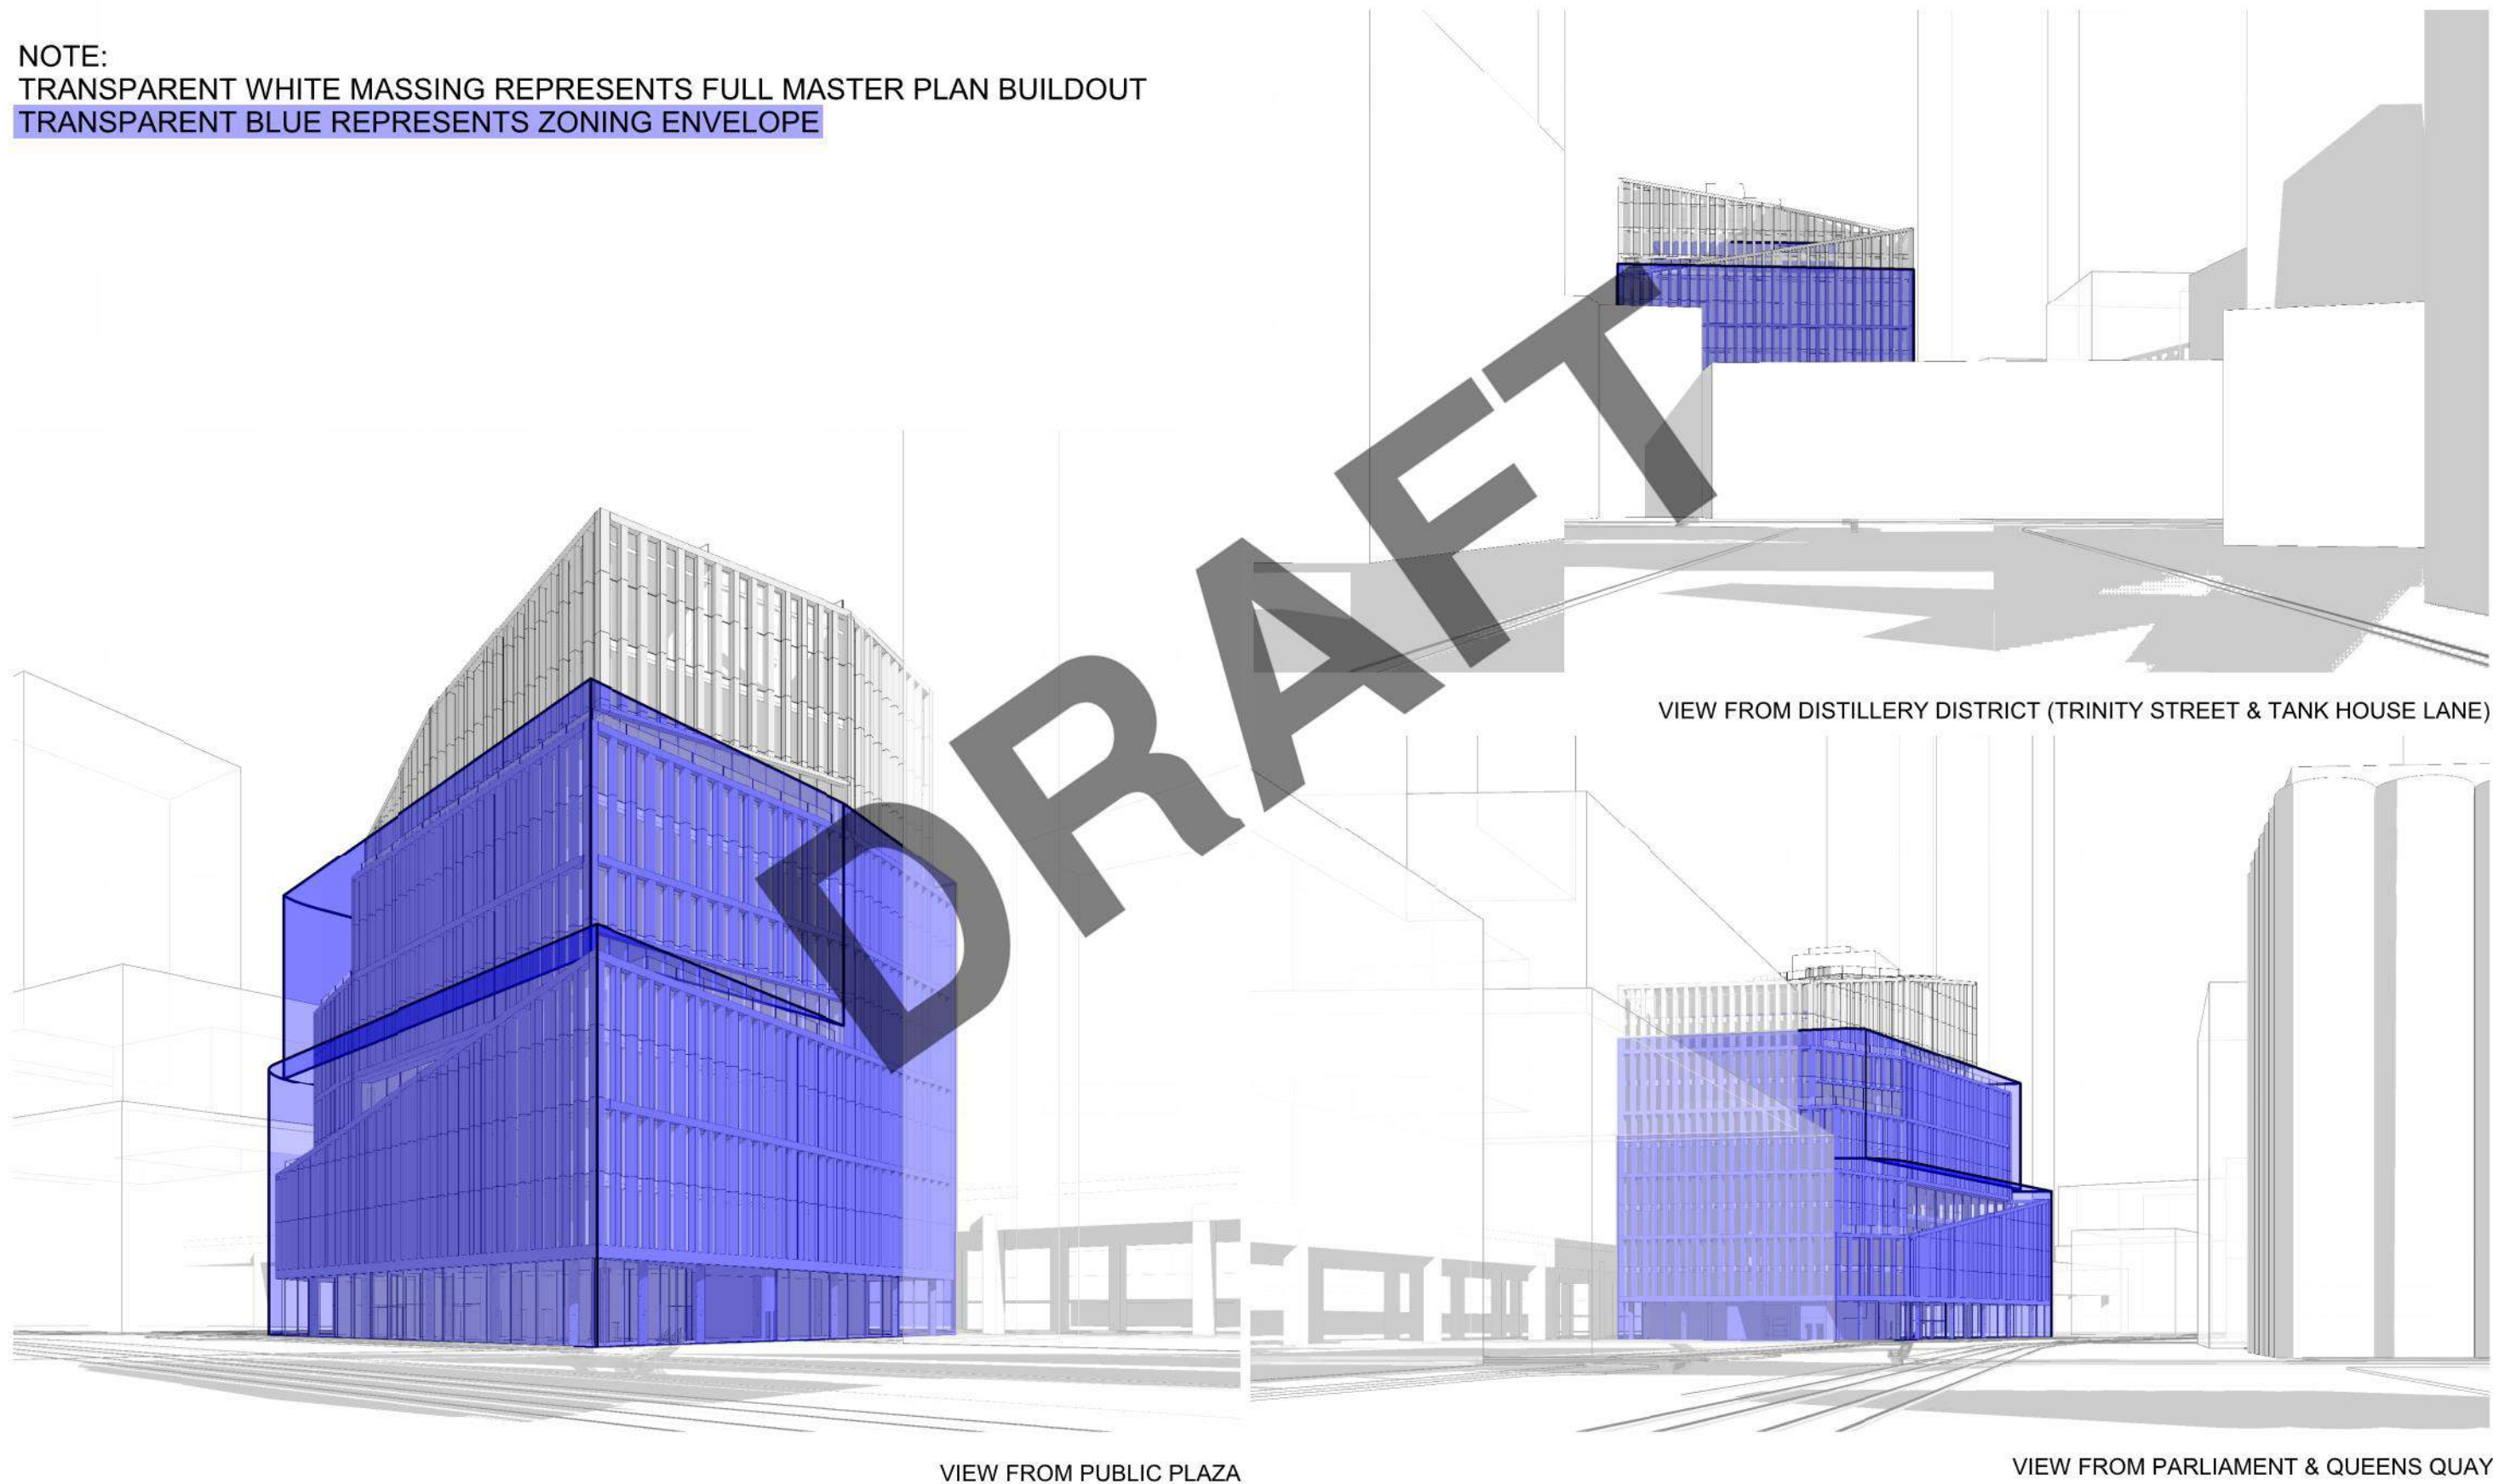 NOTE:
TRANSPARENT WHITE MASSING REPRESENTS FULL MASTER PLAN BUILDOUT
TRANSPARENT BLUE REPRESENTS ZONING ENVELOPE
DRAFT
VIEW FROM DISTILLERY DISTRICT (TRINITY STREET & TANK HOUSE LANE)
VIEW FROM PUBLIC PLAZA
VIEW FROM PARLIAMENT & QUEENS QUAY